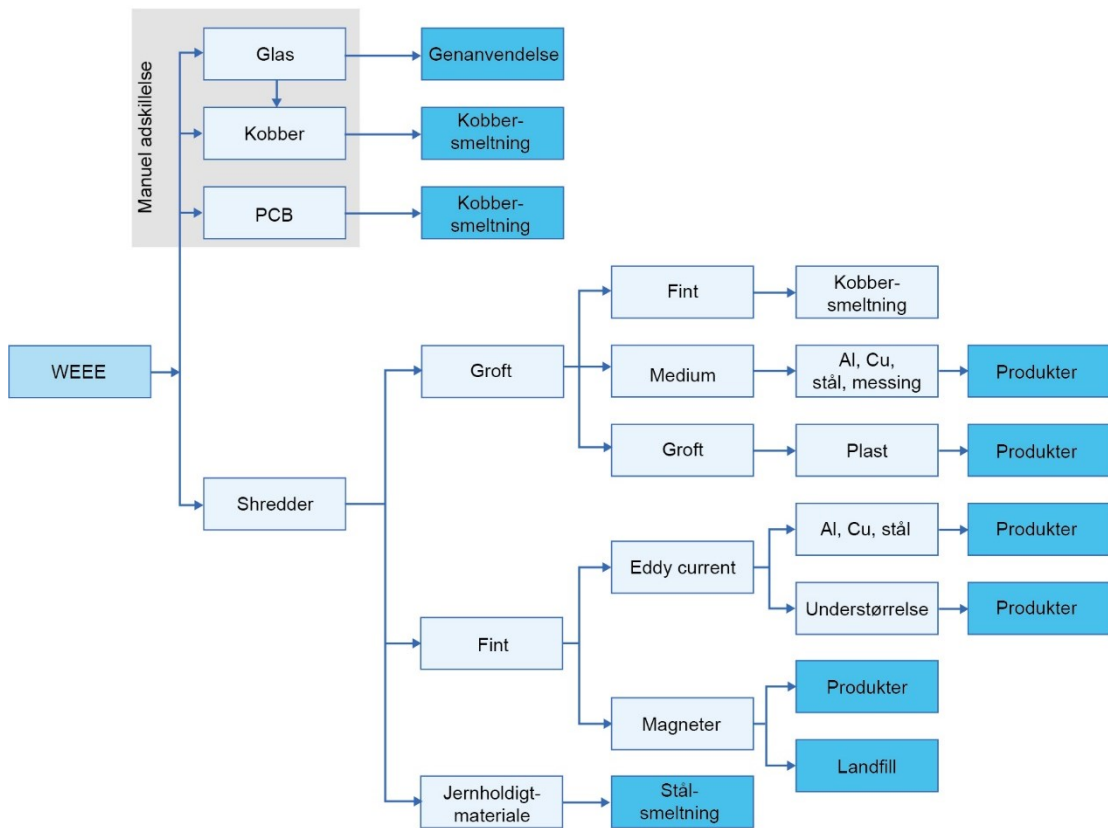 Manuel adskillelse
Glas
Genanvendelse
Kobber
Kobber-
smeltning
PCB
Kobber-
smeltning
WEEE
Shredder
Groft
Fint
Kobber-
smeltning
Medium
Al, Cu,
stål, messing
Produkter
Groft
Plast
Produkter
Fint
Eddy current
Al, Cu, stål
Produkter
Understørrelse
Produkter
Magneter
Produkter
Landfill
Jernholdigt-
materiale
Stål-
smeltning